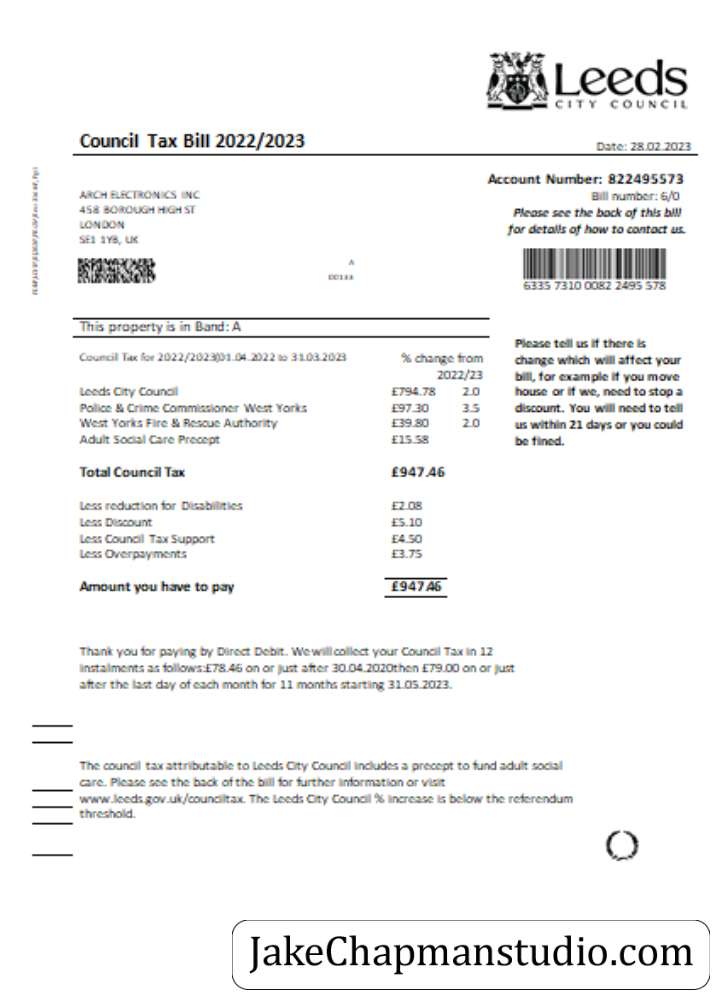 Leeds
CITY COUNCIL
Council Tax Bill 2022/2023
Date: 28.02.2023
Account Number: 822495573
Bill number: 6/0
Please see the back of this bill
for details of how to contact us.
ARCH ELECTRONICS INC
458 BOROUGH HIGH ST
LONDON
SE1 1YB, UK
A
00133
6335 7310 0082 2495 578
This property is in Band: A
Council Tax for 2022/2023(01.04.2022 to 31.03.2023 % change from
2022/23
Leeds City Council £794.78 2.0
Police & Crime Commissioner West Yorks £97.30 3.5
West Yorks Fire & Rescue Authority £39.80 2.0
Adult Social Care Precept £15.58
Total Council Tax £947.46
Less reduction for Disabilities £2.08
Less Discount £5.10
Less Council Tax Support £4.50
Less Overpayments £3.75
Amount you have to pay £947.46
Please tell us if there is
change which will affect your
bill, for example if you move
house or if we, need to stop a
discount. You will need to tell
us within 21 days or you could
be fined.
Thank you for paying by Direct Debit. We will collect your Council Tax in 12
instalments as follows:£78.46 on or just after 30.04.2020then £79.00 on or just
after the last day of each month for 11 months starting 31.05.2023.
The council tax attributable to Leeds City Council includes a precept to fund adult social
care. Please see the back of the bill for further information or visit
www.leeds.gov.uk/counciltax. The Leeds City Council % increase is below the referendum
threshold.
JakeChapmanstudio.com